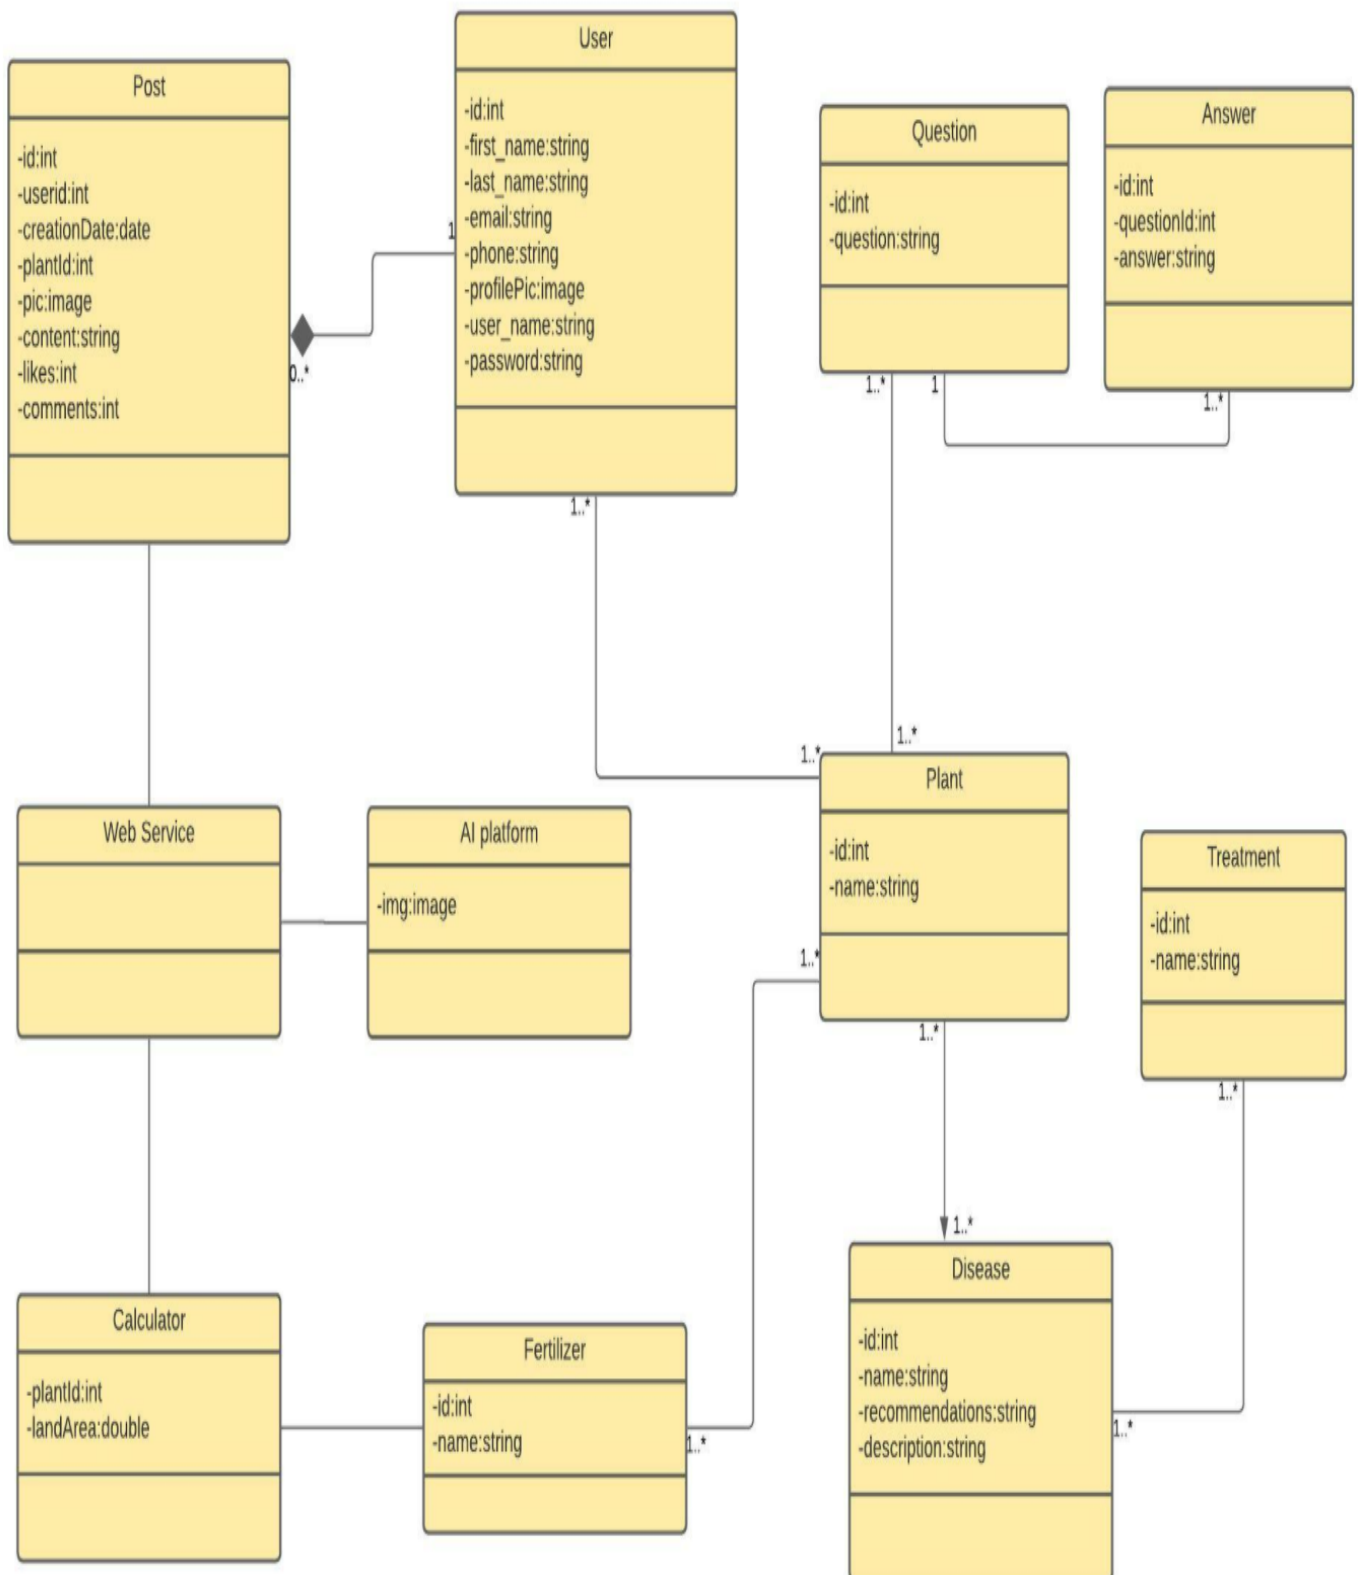 Post
-id:int
-userid:int
-creationDate:date
-plantId:int
-pic:image
-content:string
-likes:int
-comments:int
0..*
1
User
-id:int
-first_name:string
-last_name:string
-email:string
-phone:string
-profilePic:image
-user_name:string
-password:string
1..*
Question
-id:int
-question:string
1..*
1
Answer
-id:int
-questionId:int
-answer:string
1..*
1..*
1..*
Plant
-id:int
-name:string
1..*
1..*
Web Service
AI platform
-img:image
Treatment
-id:int
-name:string
1..*
Calculator
-plantId:int
-landArea:double
Fertilizer
-id:int
-name:string
1..*
1..*
Disease
-id:int
-name:string
-recommendations:string
-description:string
1..*